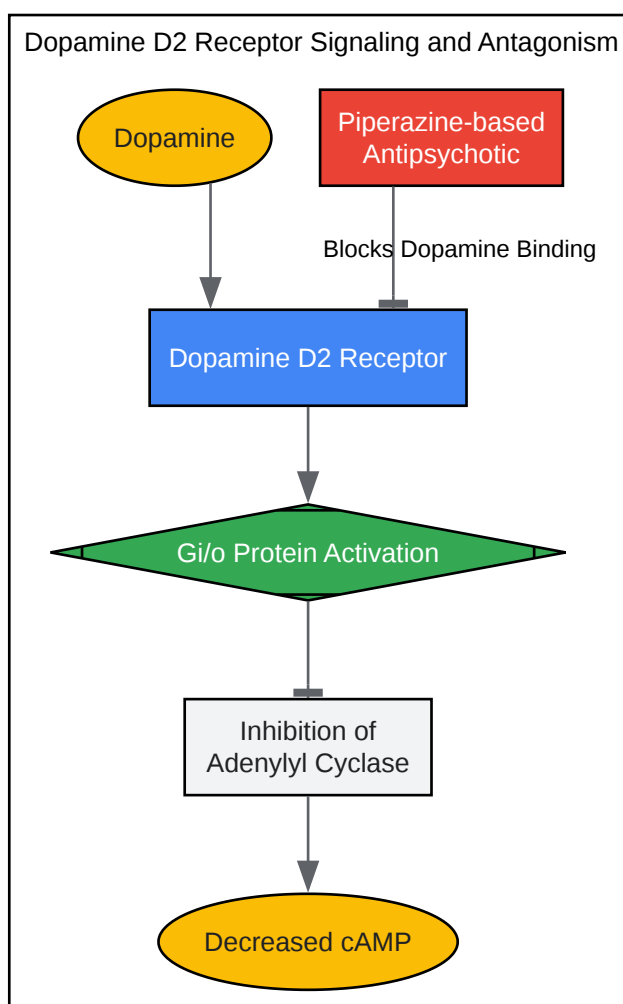 Dopamine D2 Receptor Signaling and Antagonism
Dopamine
Piperazine-based
Antipsychotic
Blocks Dopamine Binding
Dopamine D2 Receptor
Gi/o Protein Activation
Inhibition of
Adenylyl Cyclase
Decreased cAMP